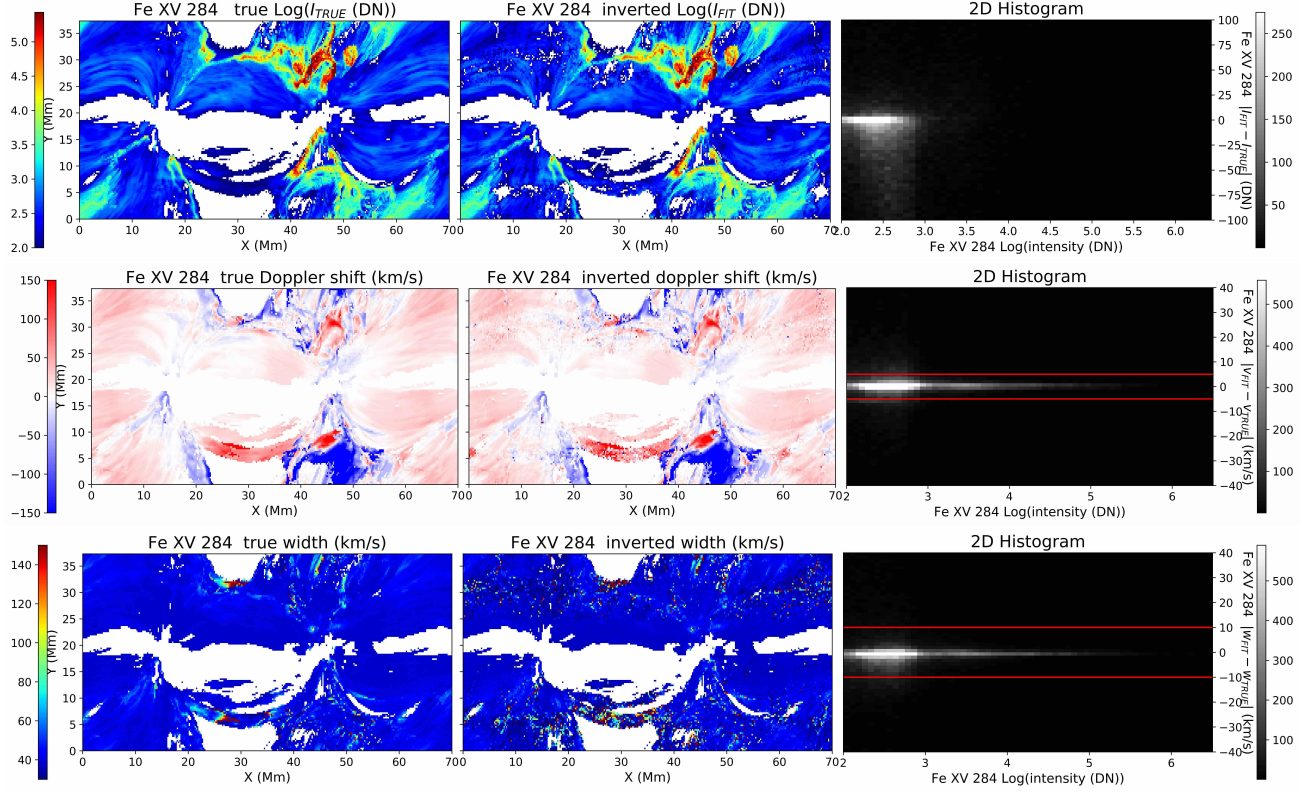 Fe XV 284 true Log(I_TRUE (DN))
Fe XV 284 inverted Log(I_FIT (DN))
2D Histogram
5.5
5.0
4.5
4.0
3.5
3.0
2.5
2.0
Y (Mm)
35
30
25
20
15
10
5
0
0 10 20 30 40 50 60 70
X (Mm)
0 10 20 30 40 50 60 70
X (Mm)
2.0 2.5 3.0 3.5 4.0 4.5 5.0 5.5 6.0
Fe XV 284 Log(intensity (DN))
100
75
50
25
0
−25
−50
−75
−100
Fe XV 284 |I_FIT − I_TRUE| (DN)
250
200
150
100
50
Fe XV 284 true Doppler shift (km/s)
Fe XV 284 inverted doppler shift (km/s)
2D Histogram
150
100
50
0
−50
−100
−150
Y (Mm)
35
30
25
20
15
10
5
0
0 10 20 30 40 50 60 70
X (Mm)
0 10 20 30 40 50 60 70
X (Mm)
2 3 4 5 6
Fe XV 284 Log(intensity (DN))
40
30
20
10
0
−10
−20
−30
−40
Fe XV 284 |v_FIT − v_TRUE| (km/s)
500
400
300
200
100
Fe XV 284 true width (km/s)
Fe XV 284 inverted width (km/s)
2D Histogram
140
120
100
80
60
40
Y (Mm)
35
30
25
20
15
10
5
0
0 10 20 30 40 50 60 70
X (Mm)
0 10 20 30 40 50 60 70
X (Mm)
2 3 4 5 6
Fe XV 284 Log(intensity (DN))
40
30
20
10
0
−10
−20
−30
−40
Fe XV 284 |w_FIT − w_TRUE| (km/s)
500
400
300
200
100